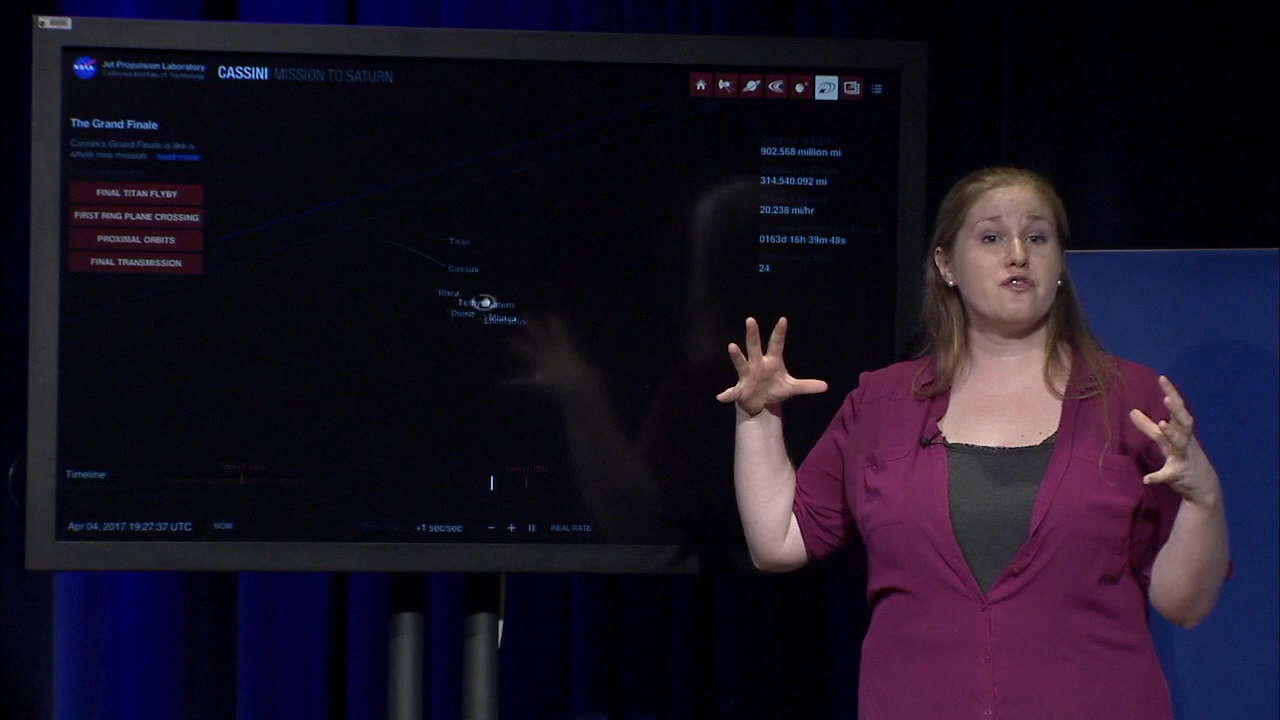 NASA
Jet Propulsion Laboratory
California Institute of Technology
CASSINI MISSION TO SATURN
The Grand Finale
Cassini's Grand Finale is like a
whole new mission read more
FINAL TITAN FLYBY
FIRST RING PLANE CROSSING
PROXIMAL ORBITS
FINAL TRANSMISSION
902.568 million mi
314,540.092 mi
20,238 mi/hr
0163d 16h 39m 48s
24
Titan
Cassini
Rhea
Dione
Timeline
Apr 04, 2017 19:27:37 UTC
NOW
+1 sec/sec
REAL RATE